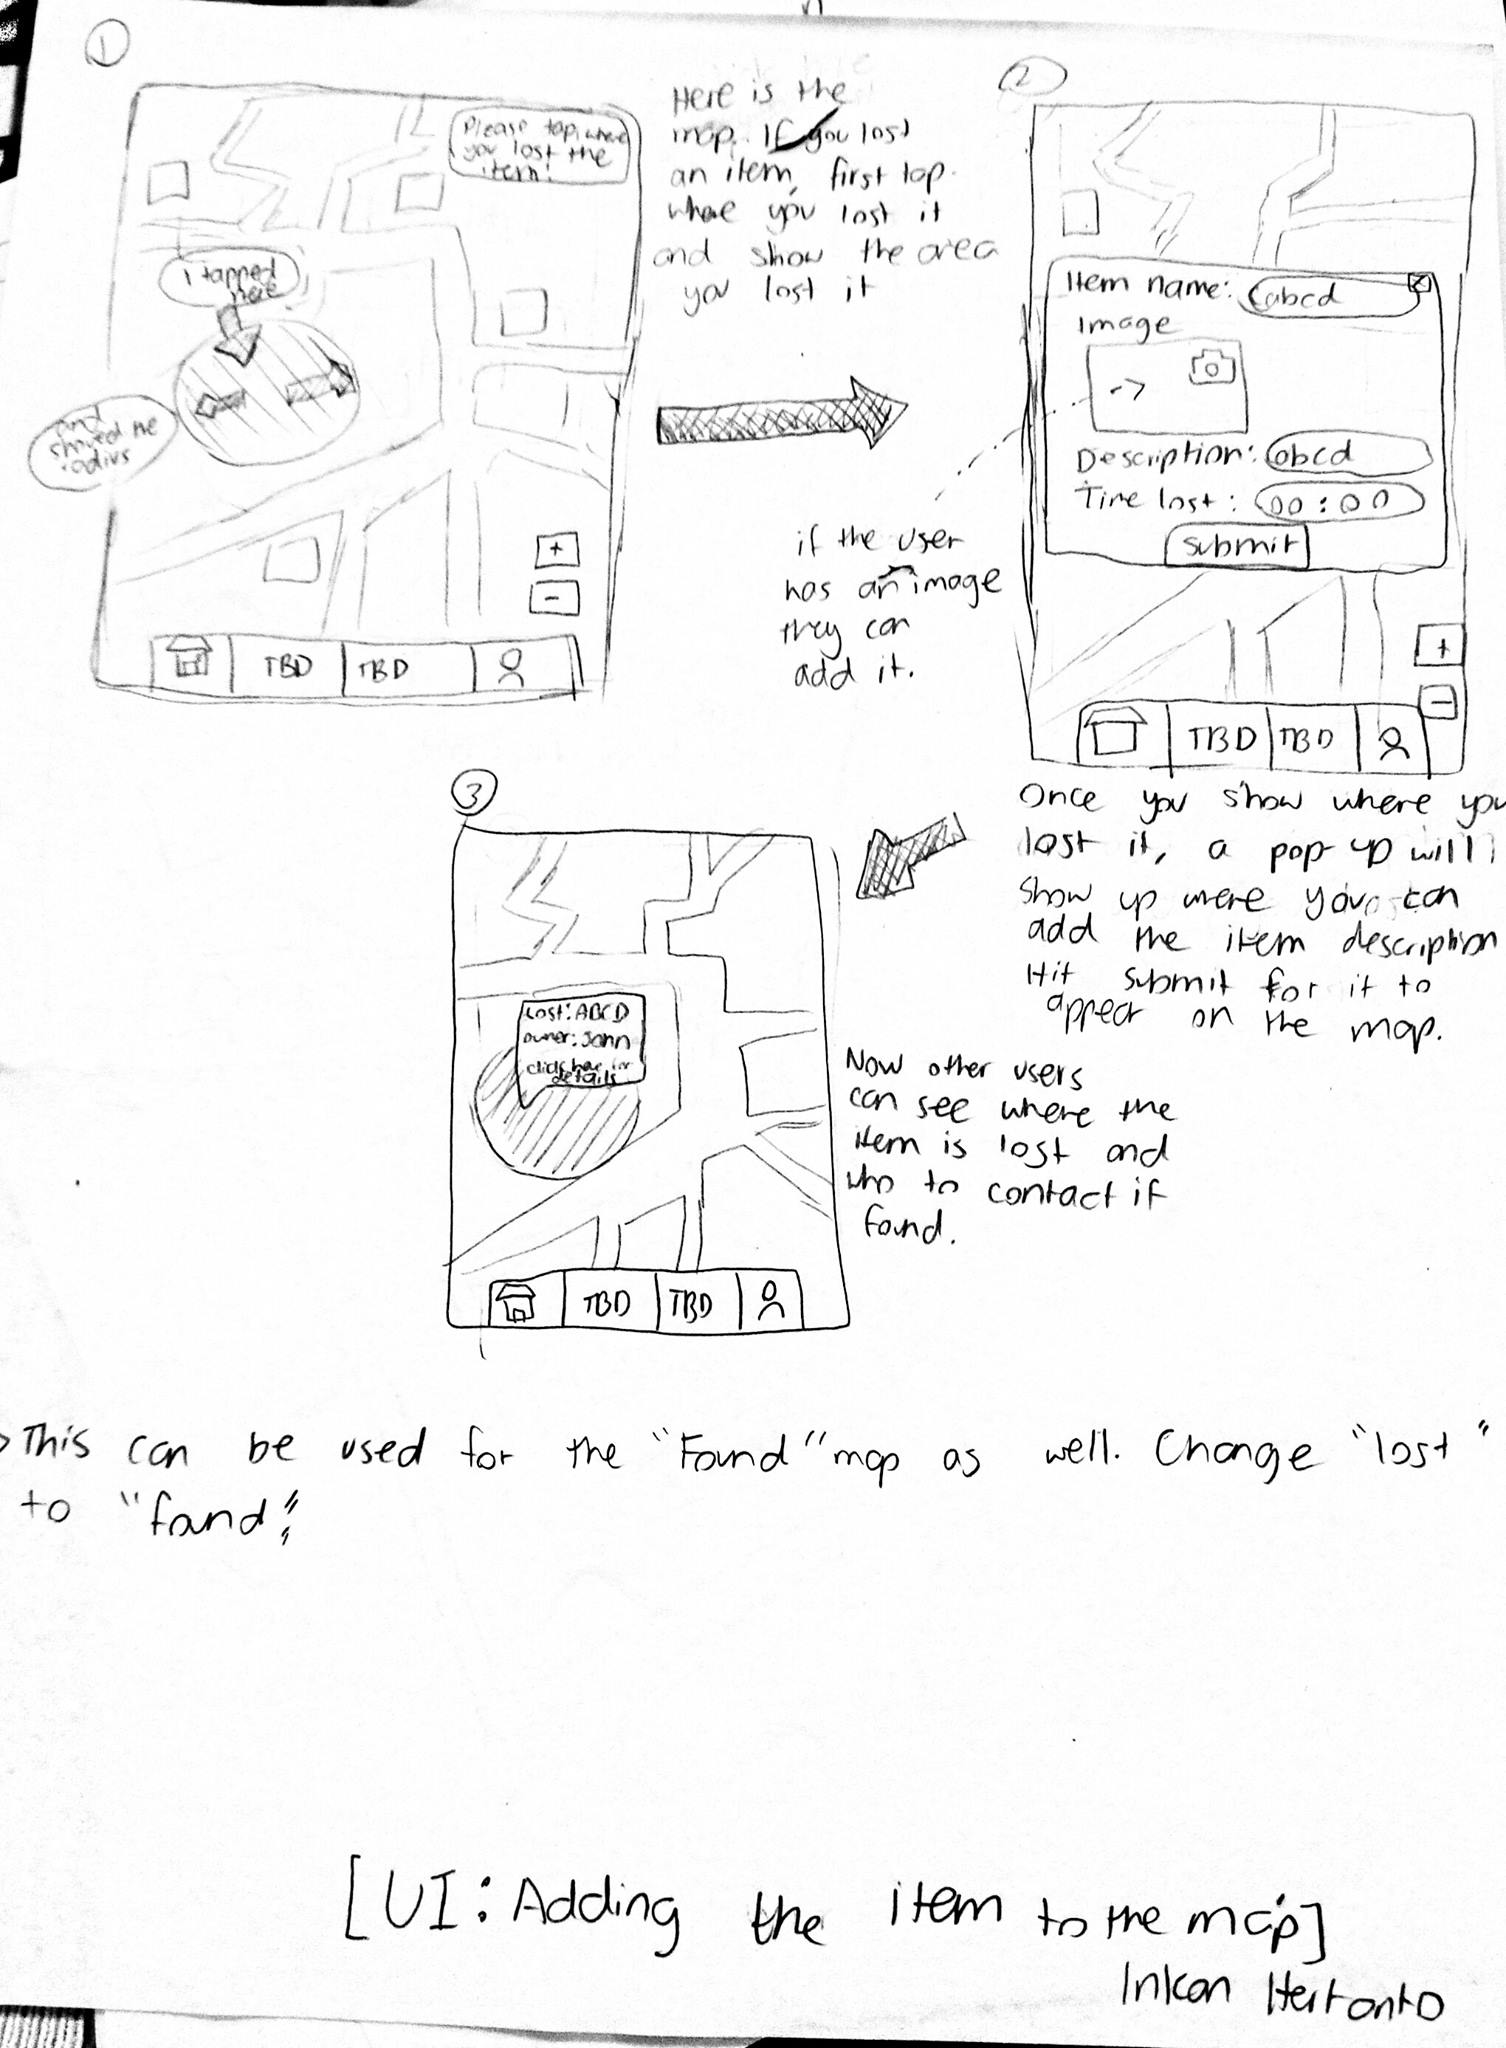 1
Please tap where
you lost the
item!
I tapped
here
and
showed the
radius
+
-
TBD
TBD
Here is the
map. If you lost
an item, first tap
where you lost it
and show the area
you lost it
2
Item name: abcd
X
Image
Description: abcd
Time lost: 00:00
Submit
+
-
TBD
TBD
if the user
has an image
they can
add it.
Once you show where you
lost it, a pop-up will
show up were you can
add the item description
Hit submit for it to
appear on the map.
3
Lost: ABCD
owner: John
click here for
details
TBD
TBD
Now other users
can see where the
item is lost and
who to contact if
found.
This can be used for the "Found" map as well. Change "lost"
to "found".
[UI: Adding the item to the map]
Inkan Hertanto